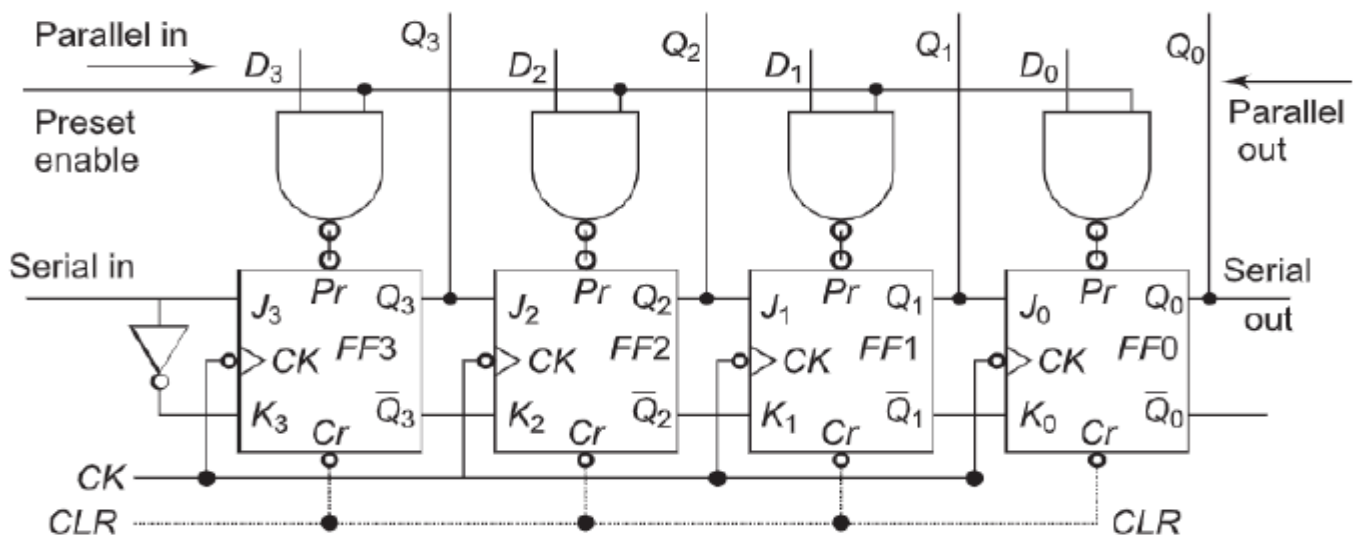 Parallel in
Q3
Q2
Q1
Q0
D3
D2
D1
D0
Preset
enable
Parallel
out
Serial in
Pr
Q3
Pr
Q2
Pr
Q1
Pr
Q0
Serial
out
J3
J2
J1
J0
FF3
FF2
FF1
FF0
CK
CK
CK
CK
K3
Q̅3
K2
Q̅2
K1
Q̅1
K0
Q̅0
Cr
Cr
Cr
Cr
CK
CLR
CLR